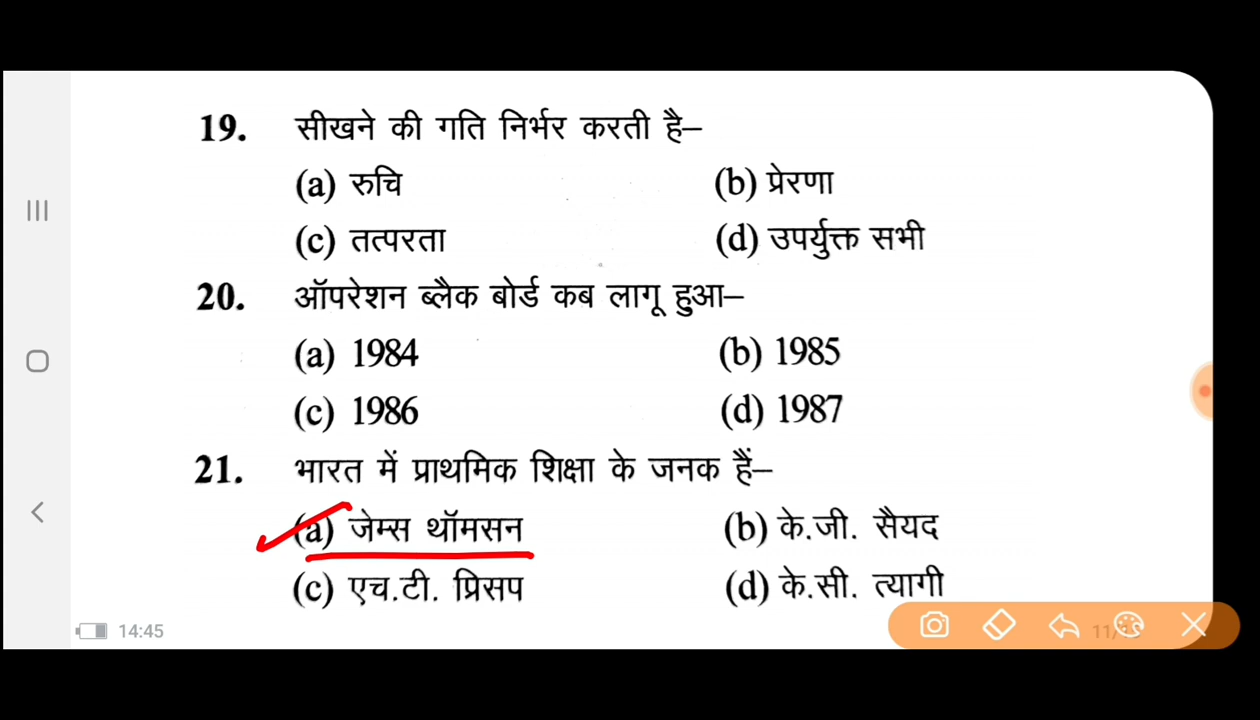 19. सीखने की गति निर्भर करती है–
(a) रुचि (b) प्रेरणा
(c) तत्परता (d) उपर्युक्त सभी
20. ऑपरेशन ब्लैक बोर्ड कब लागू हुआ–
(a) 1984 (b) 1985
(c) 1986 (d) 1987
21. भारत में प्राथमिक शिक्षा के जनक हैं–
(a) जेम्स थॉमसन (b) के.जी. सैयद
(c) एच.टी. प्रिसप (d) के.सी. त्यागी
14:45